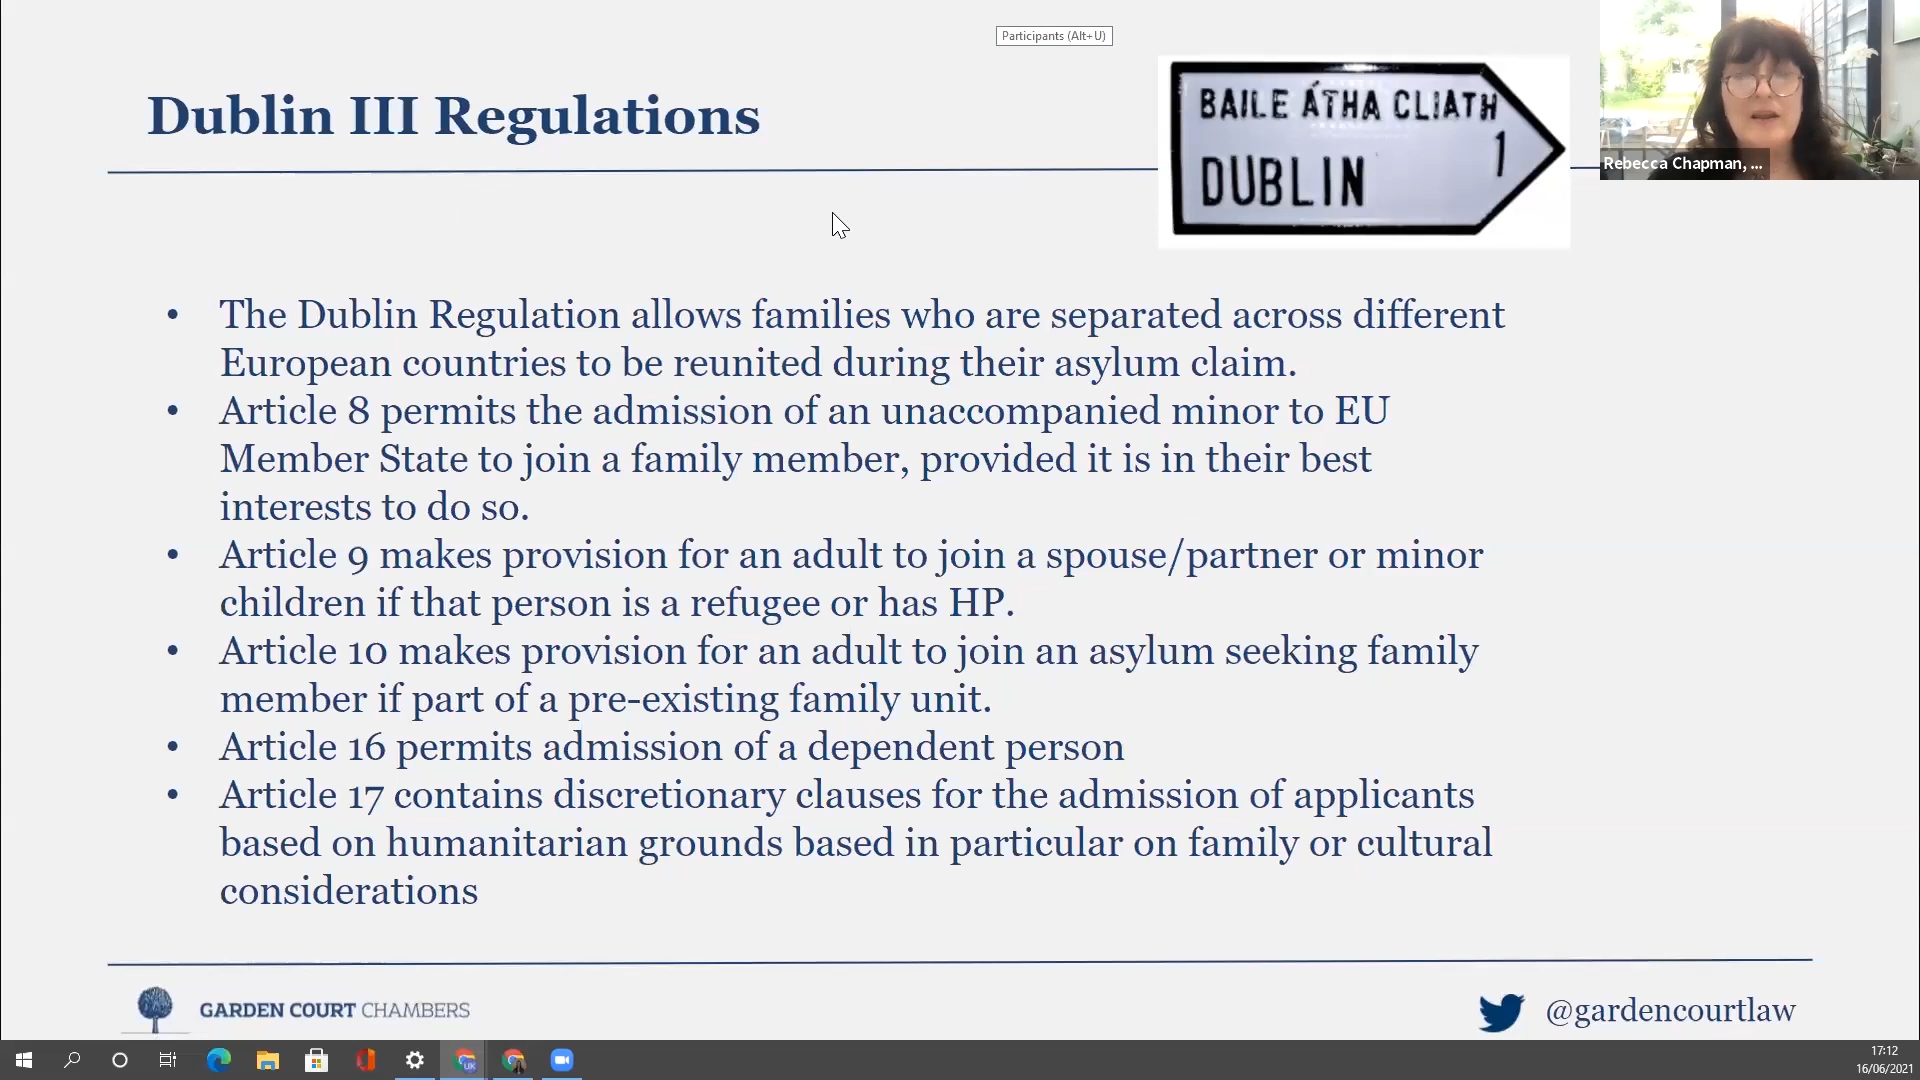 Participants (Alt+U)
Dublin III Regulations
BAILE ÁTHA CLIATH
DUBLIN 1
Rebecca Chapman, ...
• The Dublin Regulation allows families who are separated across different
European countries to be reunited during their asylum claim.
• Article 8 permits the admission of an unaccompanied minor to EU
Member State to join a family member, provided it is in their best
interests to do so.
• Article 9 makes provision for an adult to join a spouse/partner or minor
children if that person is a refugee or has HP.
• Article 10 makes provision for an adult to join an asylum seeking family
member if part of a pre-existing family unit.
• Article 16 permits admission of a dependent person
• Article 17 contains discretionary clauses for the admission of applicants
based on humanitarian grounds based in particular on family or cultural
considerations
GARDEN COURT CHAMBERS
@gardencourtlaw
UK
17:12
16/06/2021